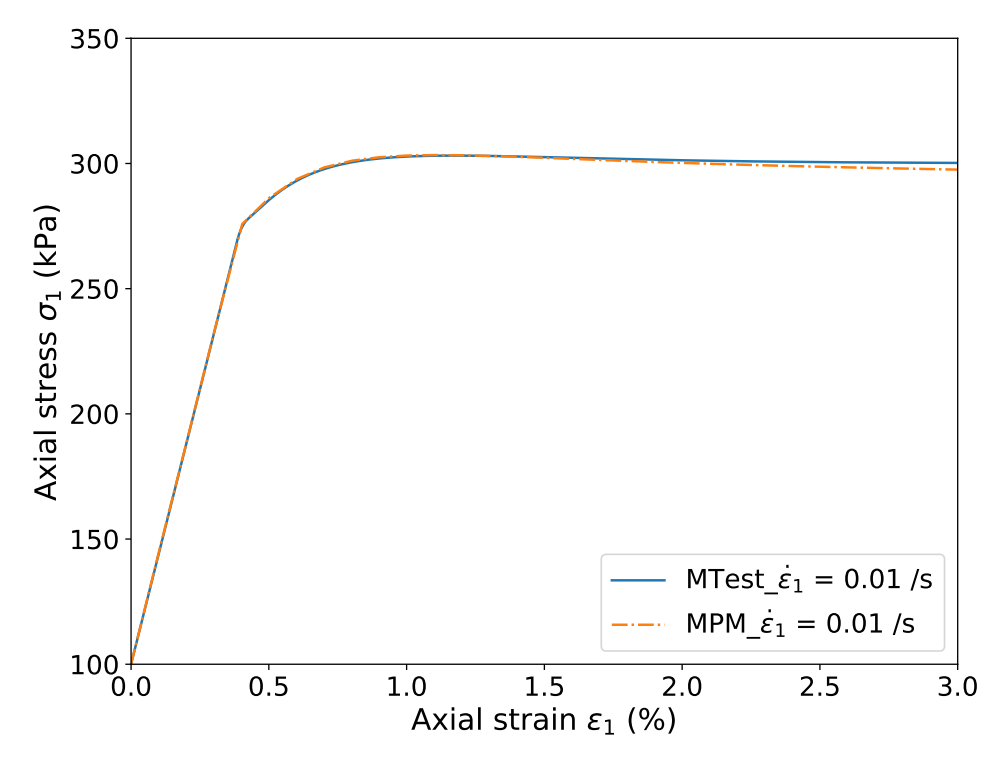 350
300
250
200
150
100
0.0 0.5 1.0 1.5 2.0 2.5 3.0
Axial strain ε₁ (%)
Axial stress σ₁ (kPa)
MTest_ε̇₁ = 0.01 /s
MPM_ε̇₁ = 0.01 /s